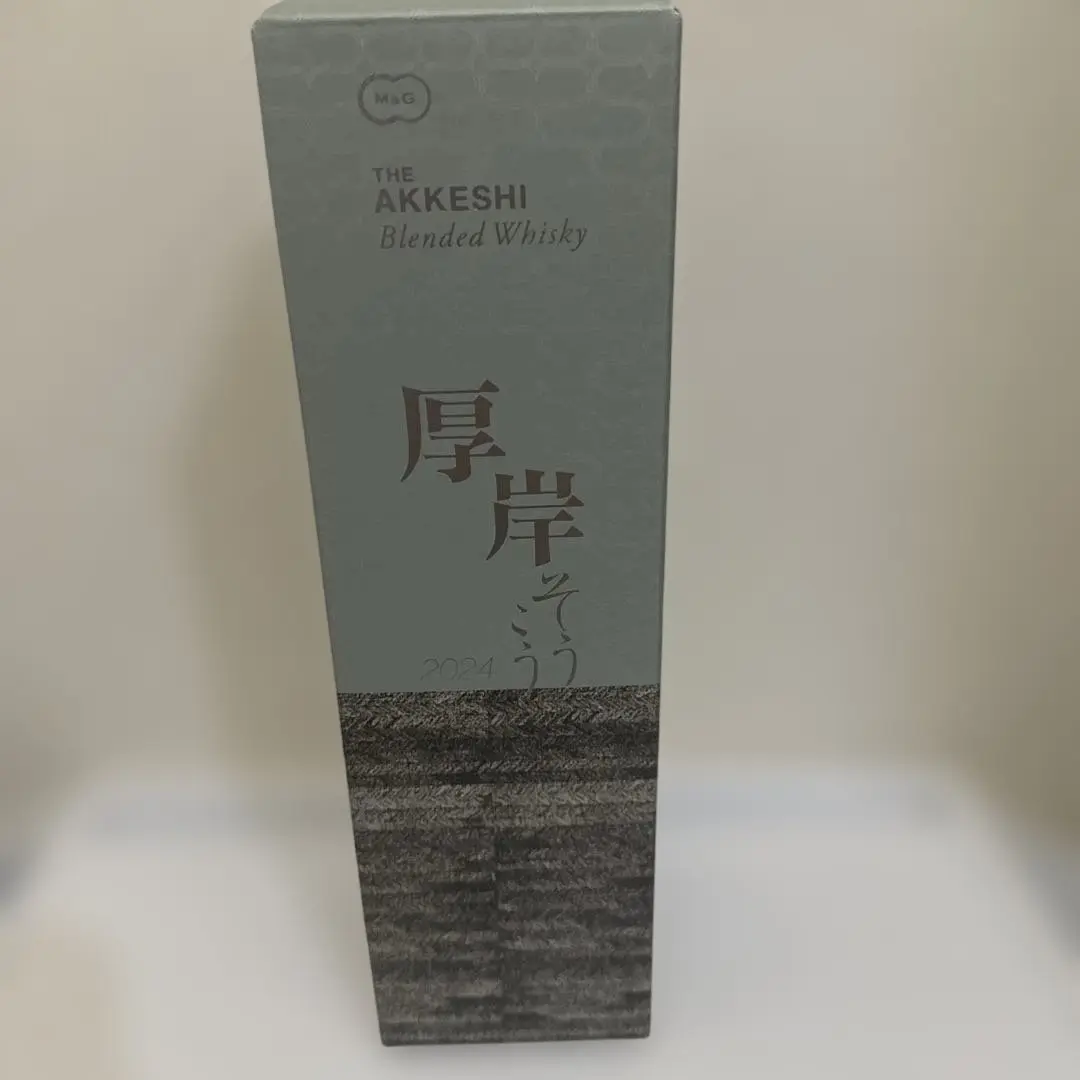 M&G
THE
AKKESHI
Blended Whisky
厚岸
そう
こう
2024